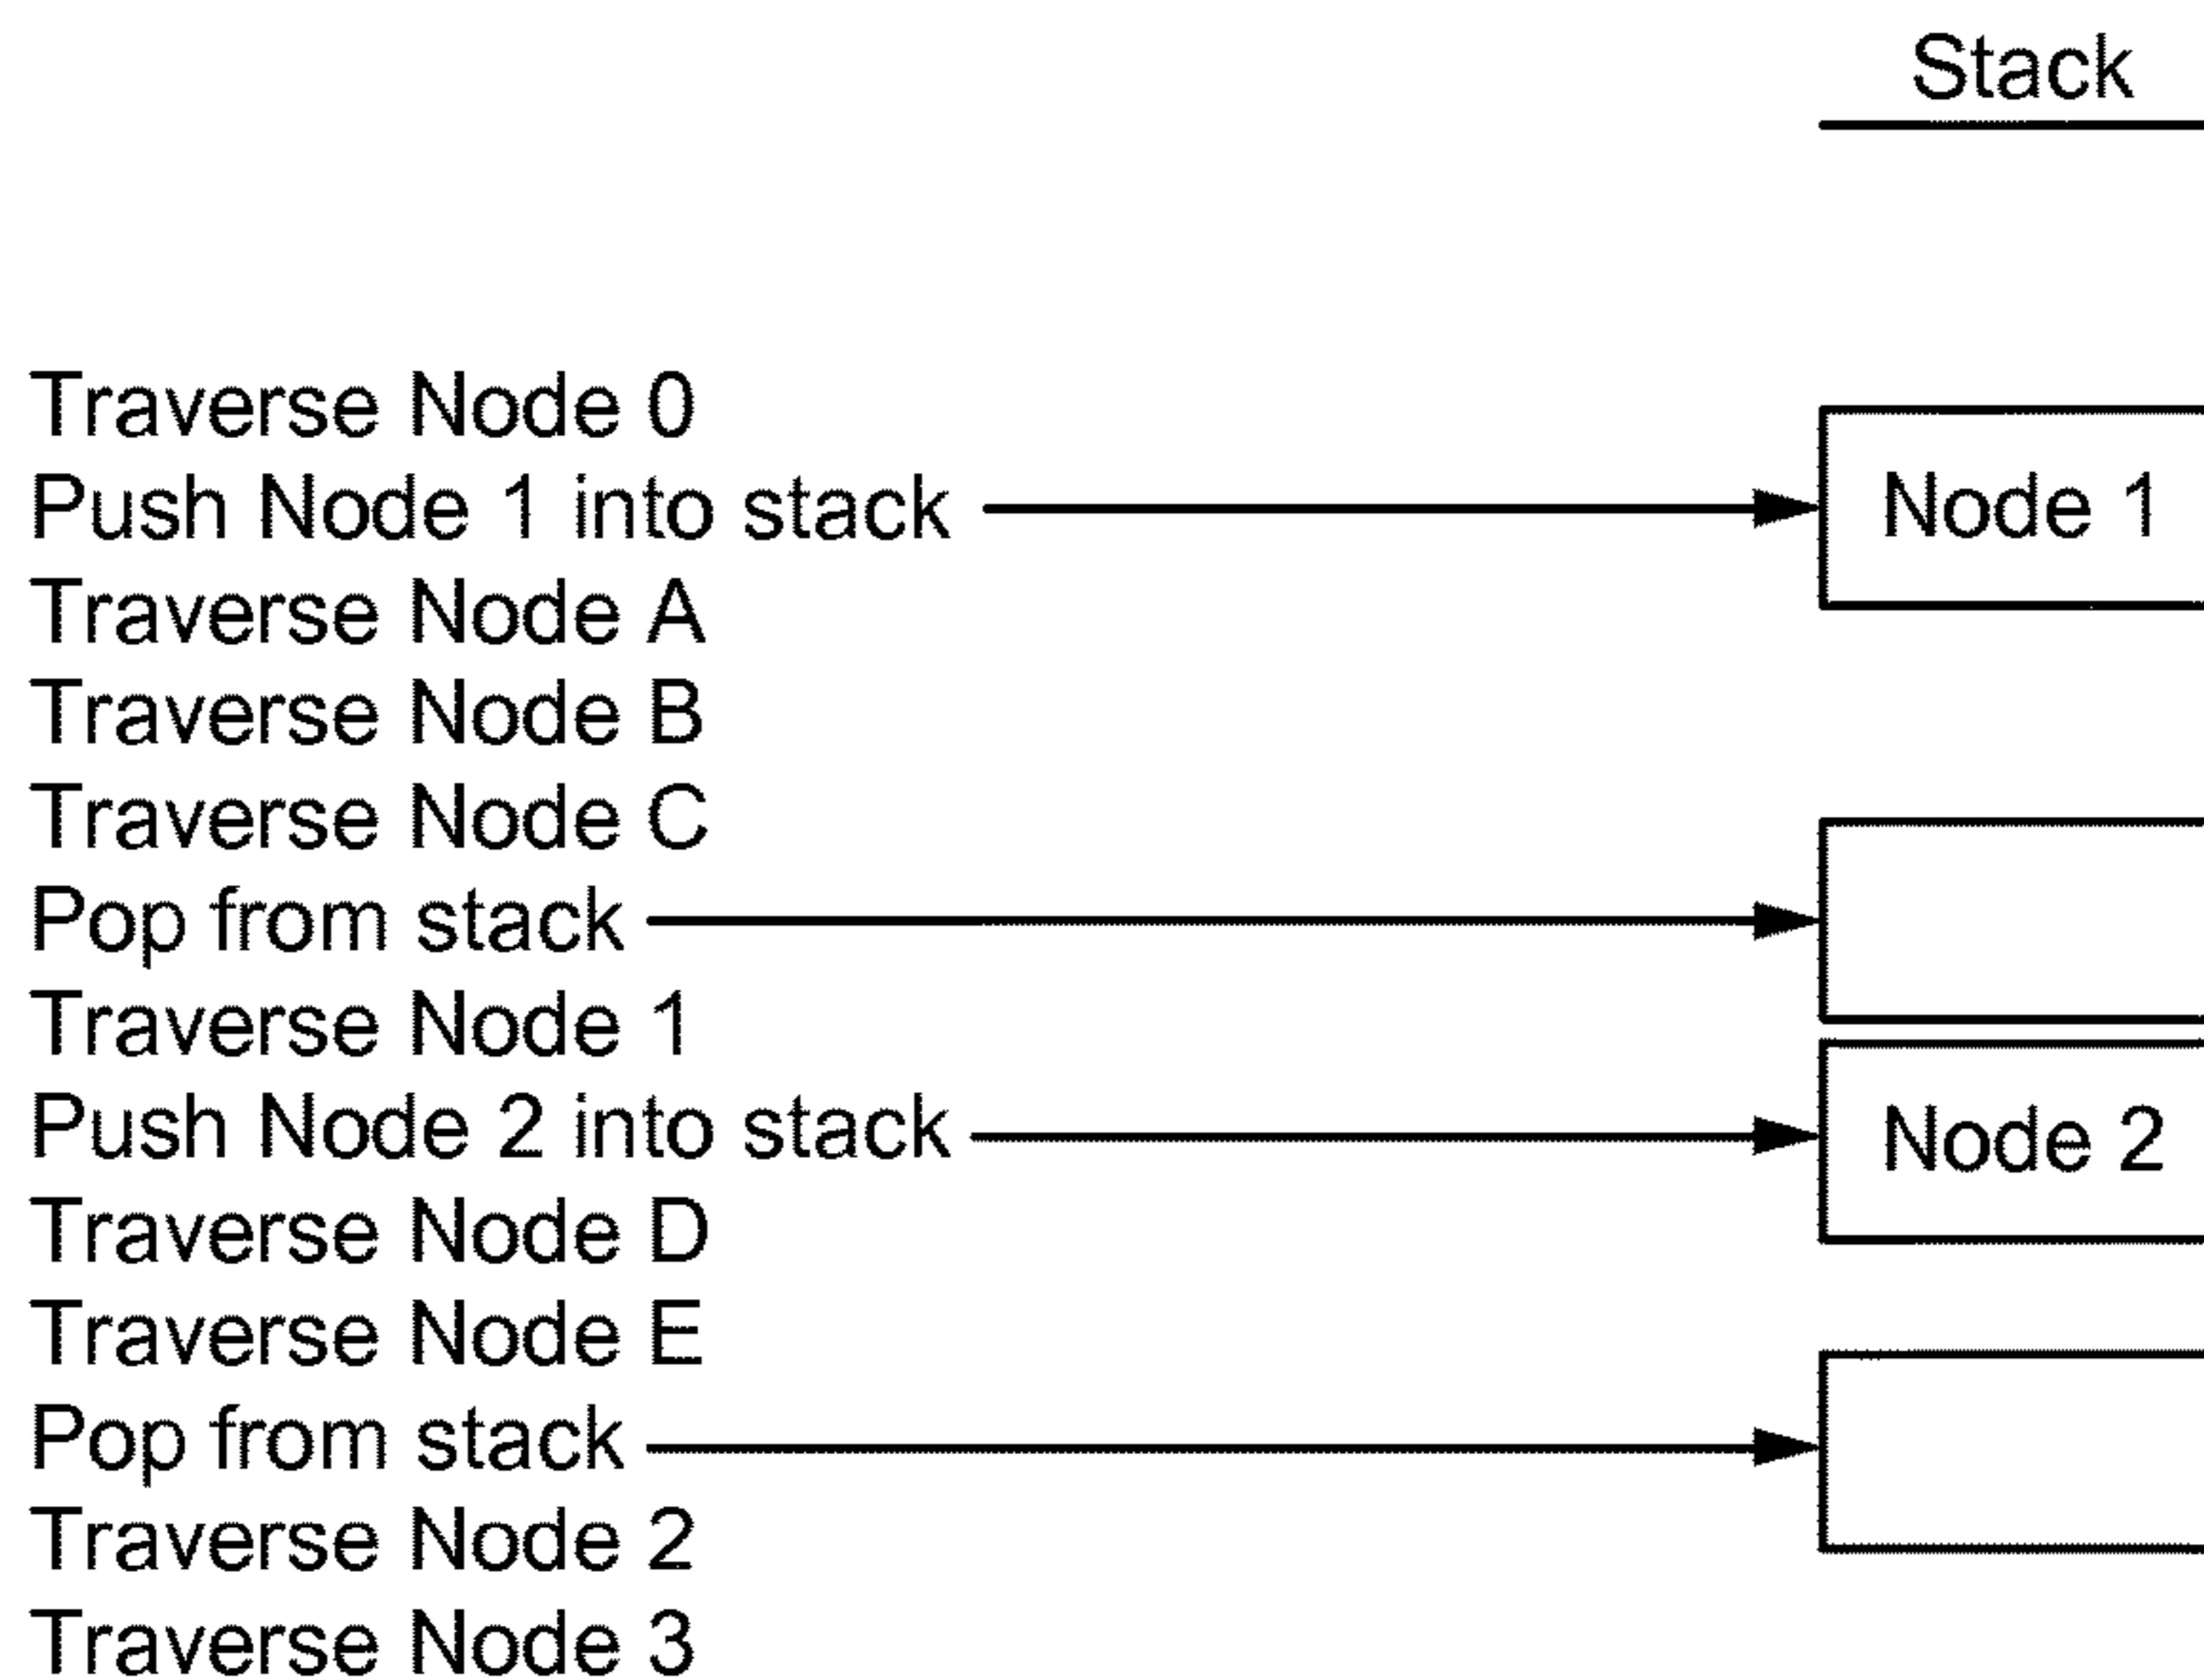 Stack
Traverse Node 0
Push Node 1 into stack
Node 1
Traverse Node A
Traverse Node B
Traverse Node C
Pop from stack
Traverse Node 1
Push Node 2 into stack
Node 2
Traverse Node D
Traverse Node E
Pop from stack
Traverse Node 2
Traverse Node 3